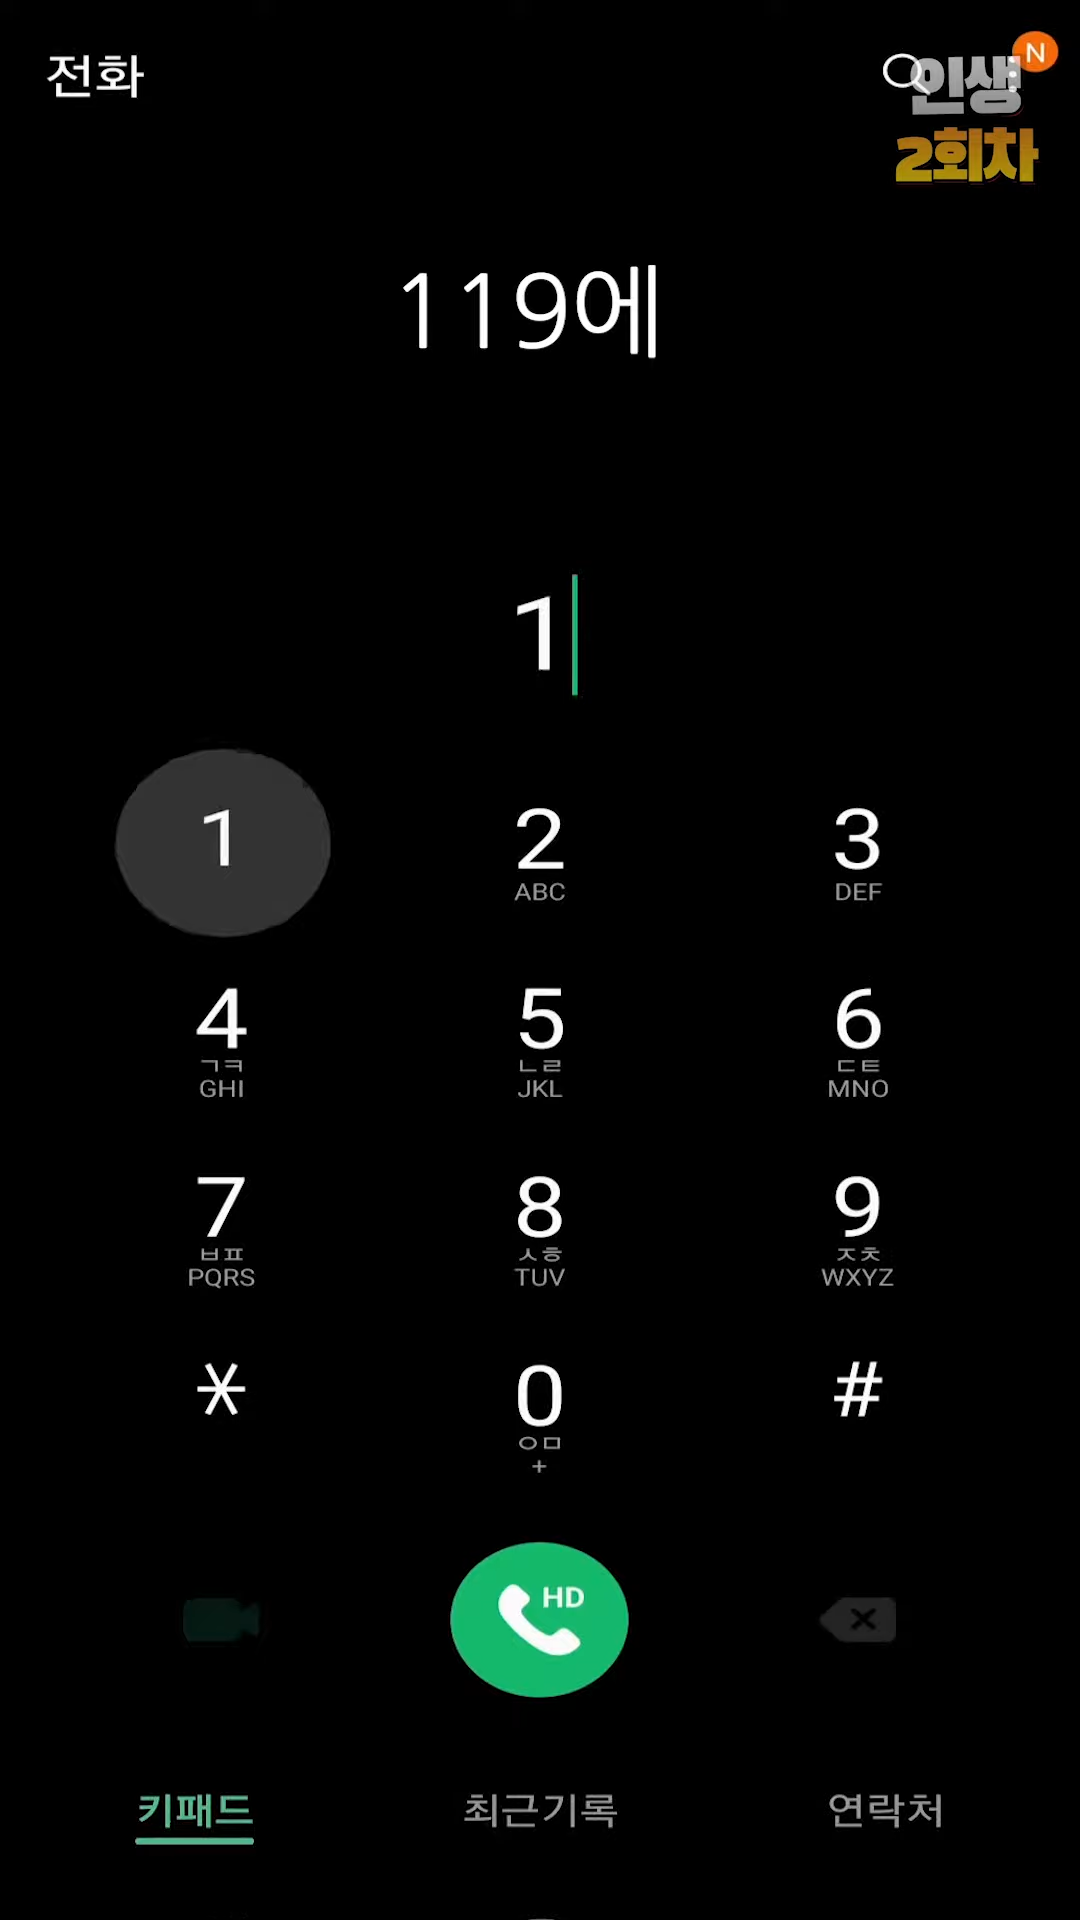 전화
N
인생
2회차
119에
1
1
2
ABC
3
DEF
4
ㄱㅋ
GHI
5
ㄴㄹ
JKL
6
ㄷㅌ
MNO
7
ㅂㅍ
PQRS
8
ㅅㅎ
TUV
9
ㅈㅊ
WXYZ
*
0
ㅇㅁ
+
#
HD
키패드
최근기록
연락처